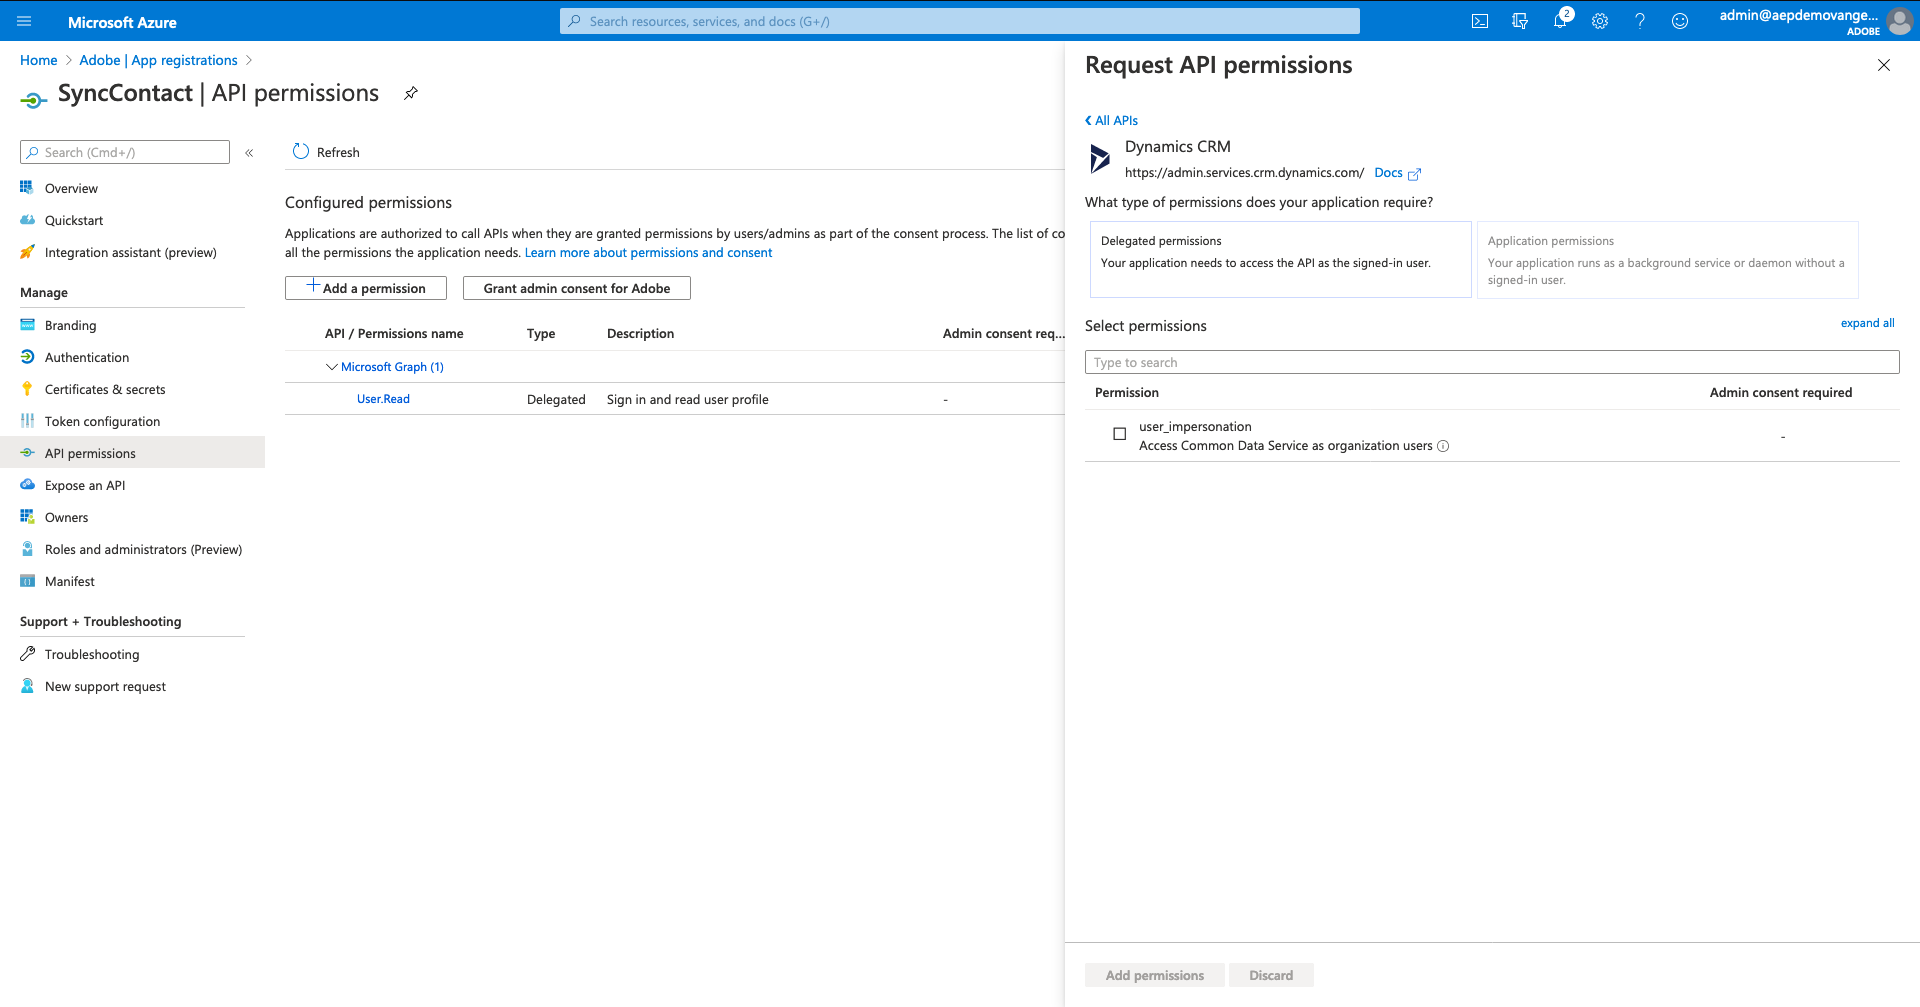 Microsoft Azure
Search resources, services, and docs (G+/)
2
admin@aepdemovange...
ADOBE
Home > Adobe | App registrations >
SyncContact | API permissions
Search (Cmd+/)
«
Overview
Quickstart
Integration assistant (preview)
Manage
Branding
Authentication
Certificates & secrets
Token configuration
API permissions
Expose an API
Owners
Roles and administrators (Preview)
Manifest
Support + Troubleshooting
Troubleshooting
New support request
Refresh
Configured permissions
Applications are authorized to call APIs when they are granted permissions by users/admins as part of the consent process. The list of co
all the permissions the application needs. Learn more about permissions and consent
+ Add a permission
Grant admin consent for Adobe
API / Permissions name Type Description Admin consent req...
Microsoft Graph (1)
User.Read Delegated Sign in and read user profile -
Request API permissions
All APIs
Dynamics CRM
https://admin.services.crm.dynamics.com/ Docs
What type of permissions does your application require?
Delegated permissions
Your application needs to access the API as the signed-in user.
Application permissions
Your application runs as a background service or daemon without a
signed-in user.
Select permissions
expand all
Type to search
Permission Admin consent required
user_impersonation
Access Common Data Service as organization users
-
Add permissions
Discard